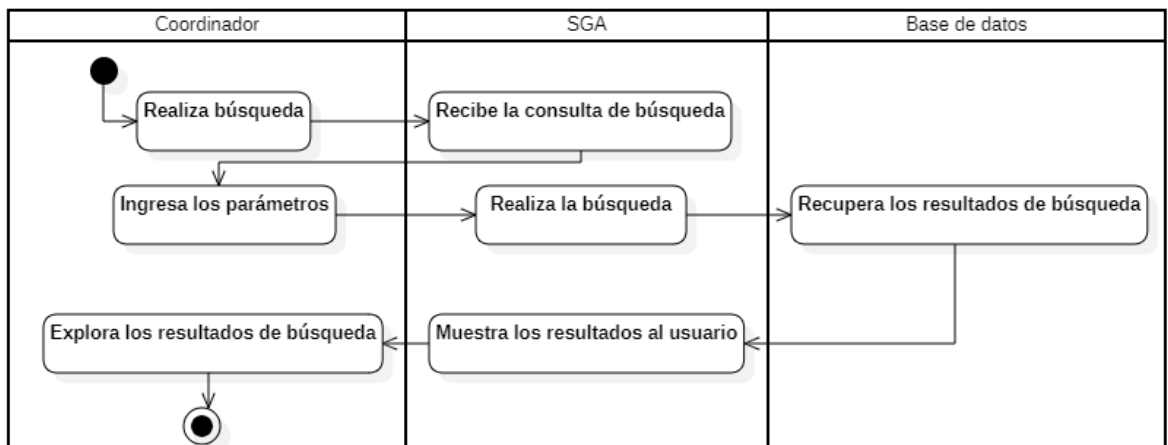 Coordinador
SGA
Base de datos
Realiza búsqueda
Recibe la consulta de búsqueda
Ingresa los parámetros
Realiza la búsqueda
Recupera los resultados de búsqueda
Explora los resultados de búsqueda
Muestra los resultados al usuario